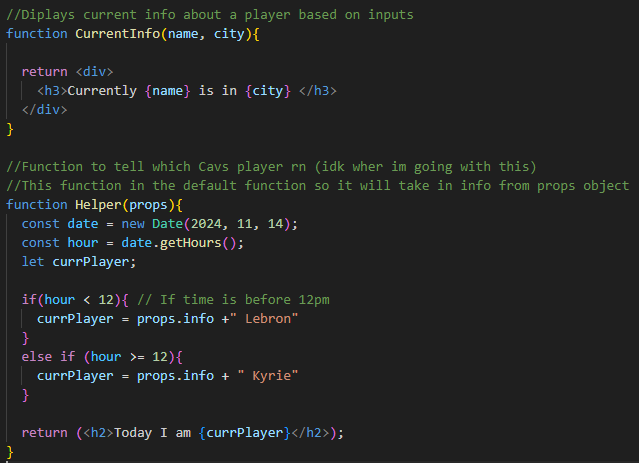 //Diplays current info about a player based on inputs
function CurrentInfo(name, city){
return <div>
<h3>Currently {name} is in {city} </h3>
</div>
}
//Function to tell which Cavs player rn (idk wher im going with this)
//This function in the default function so it will take in info from props object
function Helper(props){
const date = new Date(2024, 11, 14);
const hour = date.getHours();
let currPlayer;
if(hour < 12){ // If time is before 12pm
currPlayer = props.info +" Lebron"
}
else if (hour >= 12){
currPlayer = props.info + " Kyrie"
}
return (<h2>Today I am {currPlayer}</h2>);
}